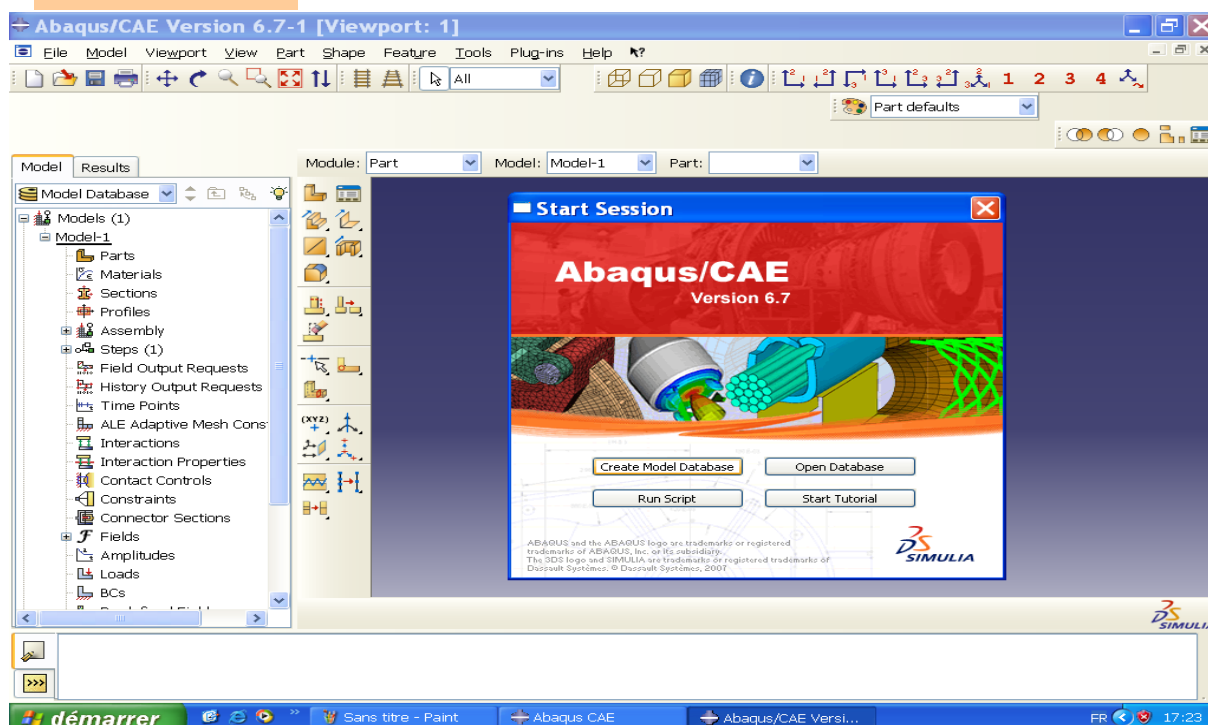 Abaqus/CAE Version 6.7-1 [Viewport: 1]
File Model Viewport View Part Shape Feature Tools Plug-ins Help
All
1 2 3 4
Part defaults
Model Results
Module: Part Model: Model-1 Part:
Model Database
Models (1)
Model-1
Parts
Materials
Sections
Profiles
Assembly
Steps (1)
Field Output Requests
History Output Requests
Time Points
ALE Adaptive Mesh Cons
Interactions
Interaction Properties
Contact Controls
Constraints
Connector Sections
Fields
Amplitudes
Loads
BCs
(XYZ)
Start Session
Abaqus/CAE
Version 6.7
Create Model Database Open Database
Run Script Start Tutorial
ABAQUS and the ABAQUS logo are trademarks or registered
trademarks of ABAQUS, Inc. or its subsidiary.
The 3DS logo and SIMULIA are trademarks or registered trademarks of
Dassault Systèmes. © Dassault Systèmes, 2007
SIMULIA
SIMULI
>>>
démarrer Sans titre - Paint Abaqus CAE Abaqus/CAE Versi... FR 17:23